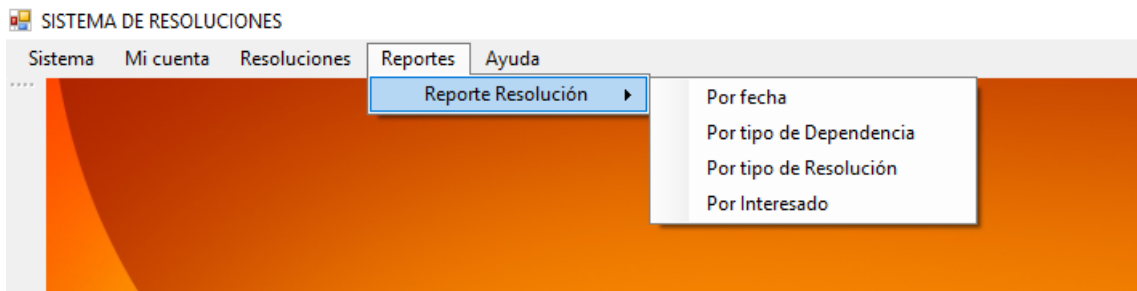 SISTEMA DE RESOLUCIONES
Sistema Mi cuenta Resoluciones Reportes Ayuda
Reporte Resolución
Por fecha
Por tipo de Dependencia
Por tipo de Resolución
Por Interesado